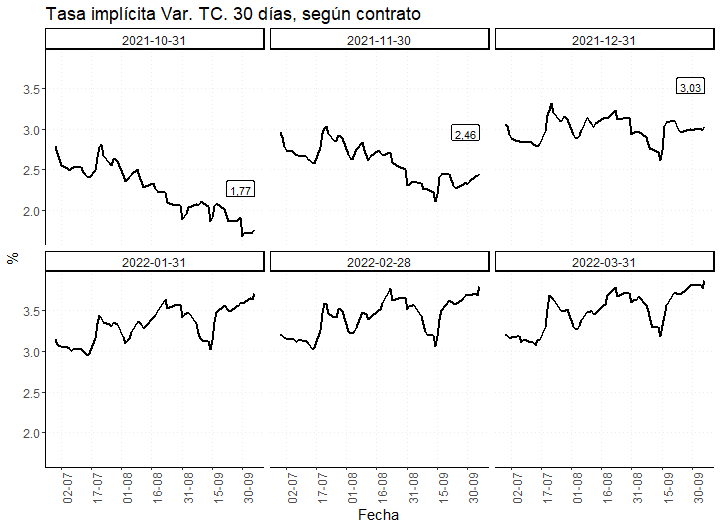 Tasa implícita Var. TC. 30 días, según contrato
2021-10-31 2021-11-30 2021-12-31
3.5
3.0
2.5
2.0
1,77
2,46
3,03
%
2022-01-31 2022-02-28 2022-03-31
3.5
3.0
2.5
2.0
02-07 17-07 01-08 16-08 31-08 15-09 30-09 02-07 17-07 01-08 16-08 31-08 15-09 30-09 02-07 17-07 01-08 16-08 31-08 15-09 30-09
Fecha